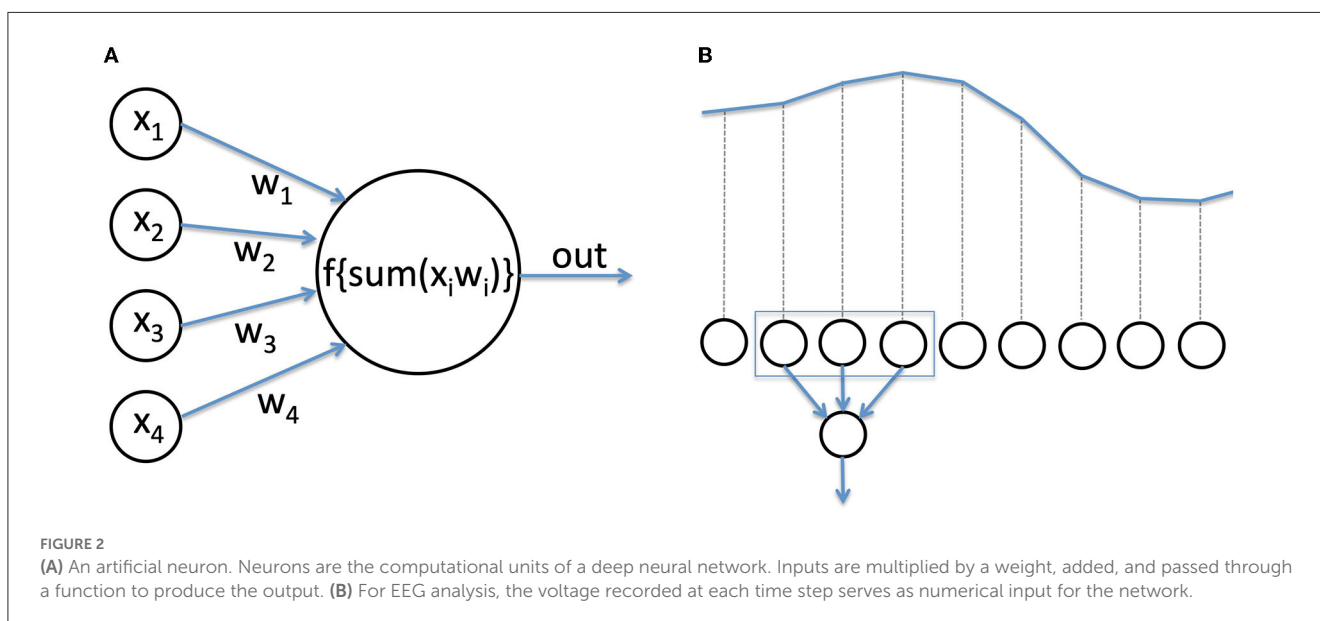 A
B
x₁
w₁
x₂
w₂
f{sum(xᵢwᵢ)}
out
x₃
w₃
x₄
w₄
FIGURE 2
(A) An artificial neuron. Neurons are the computational units of a deep neural network. Inputs are multiplied by a weight, added, and passed through
a function to produce the output. (B) For EEG analysis, the voltage recorded at each time step serves as numerical input for the network.